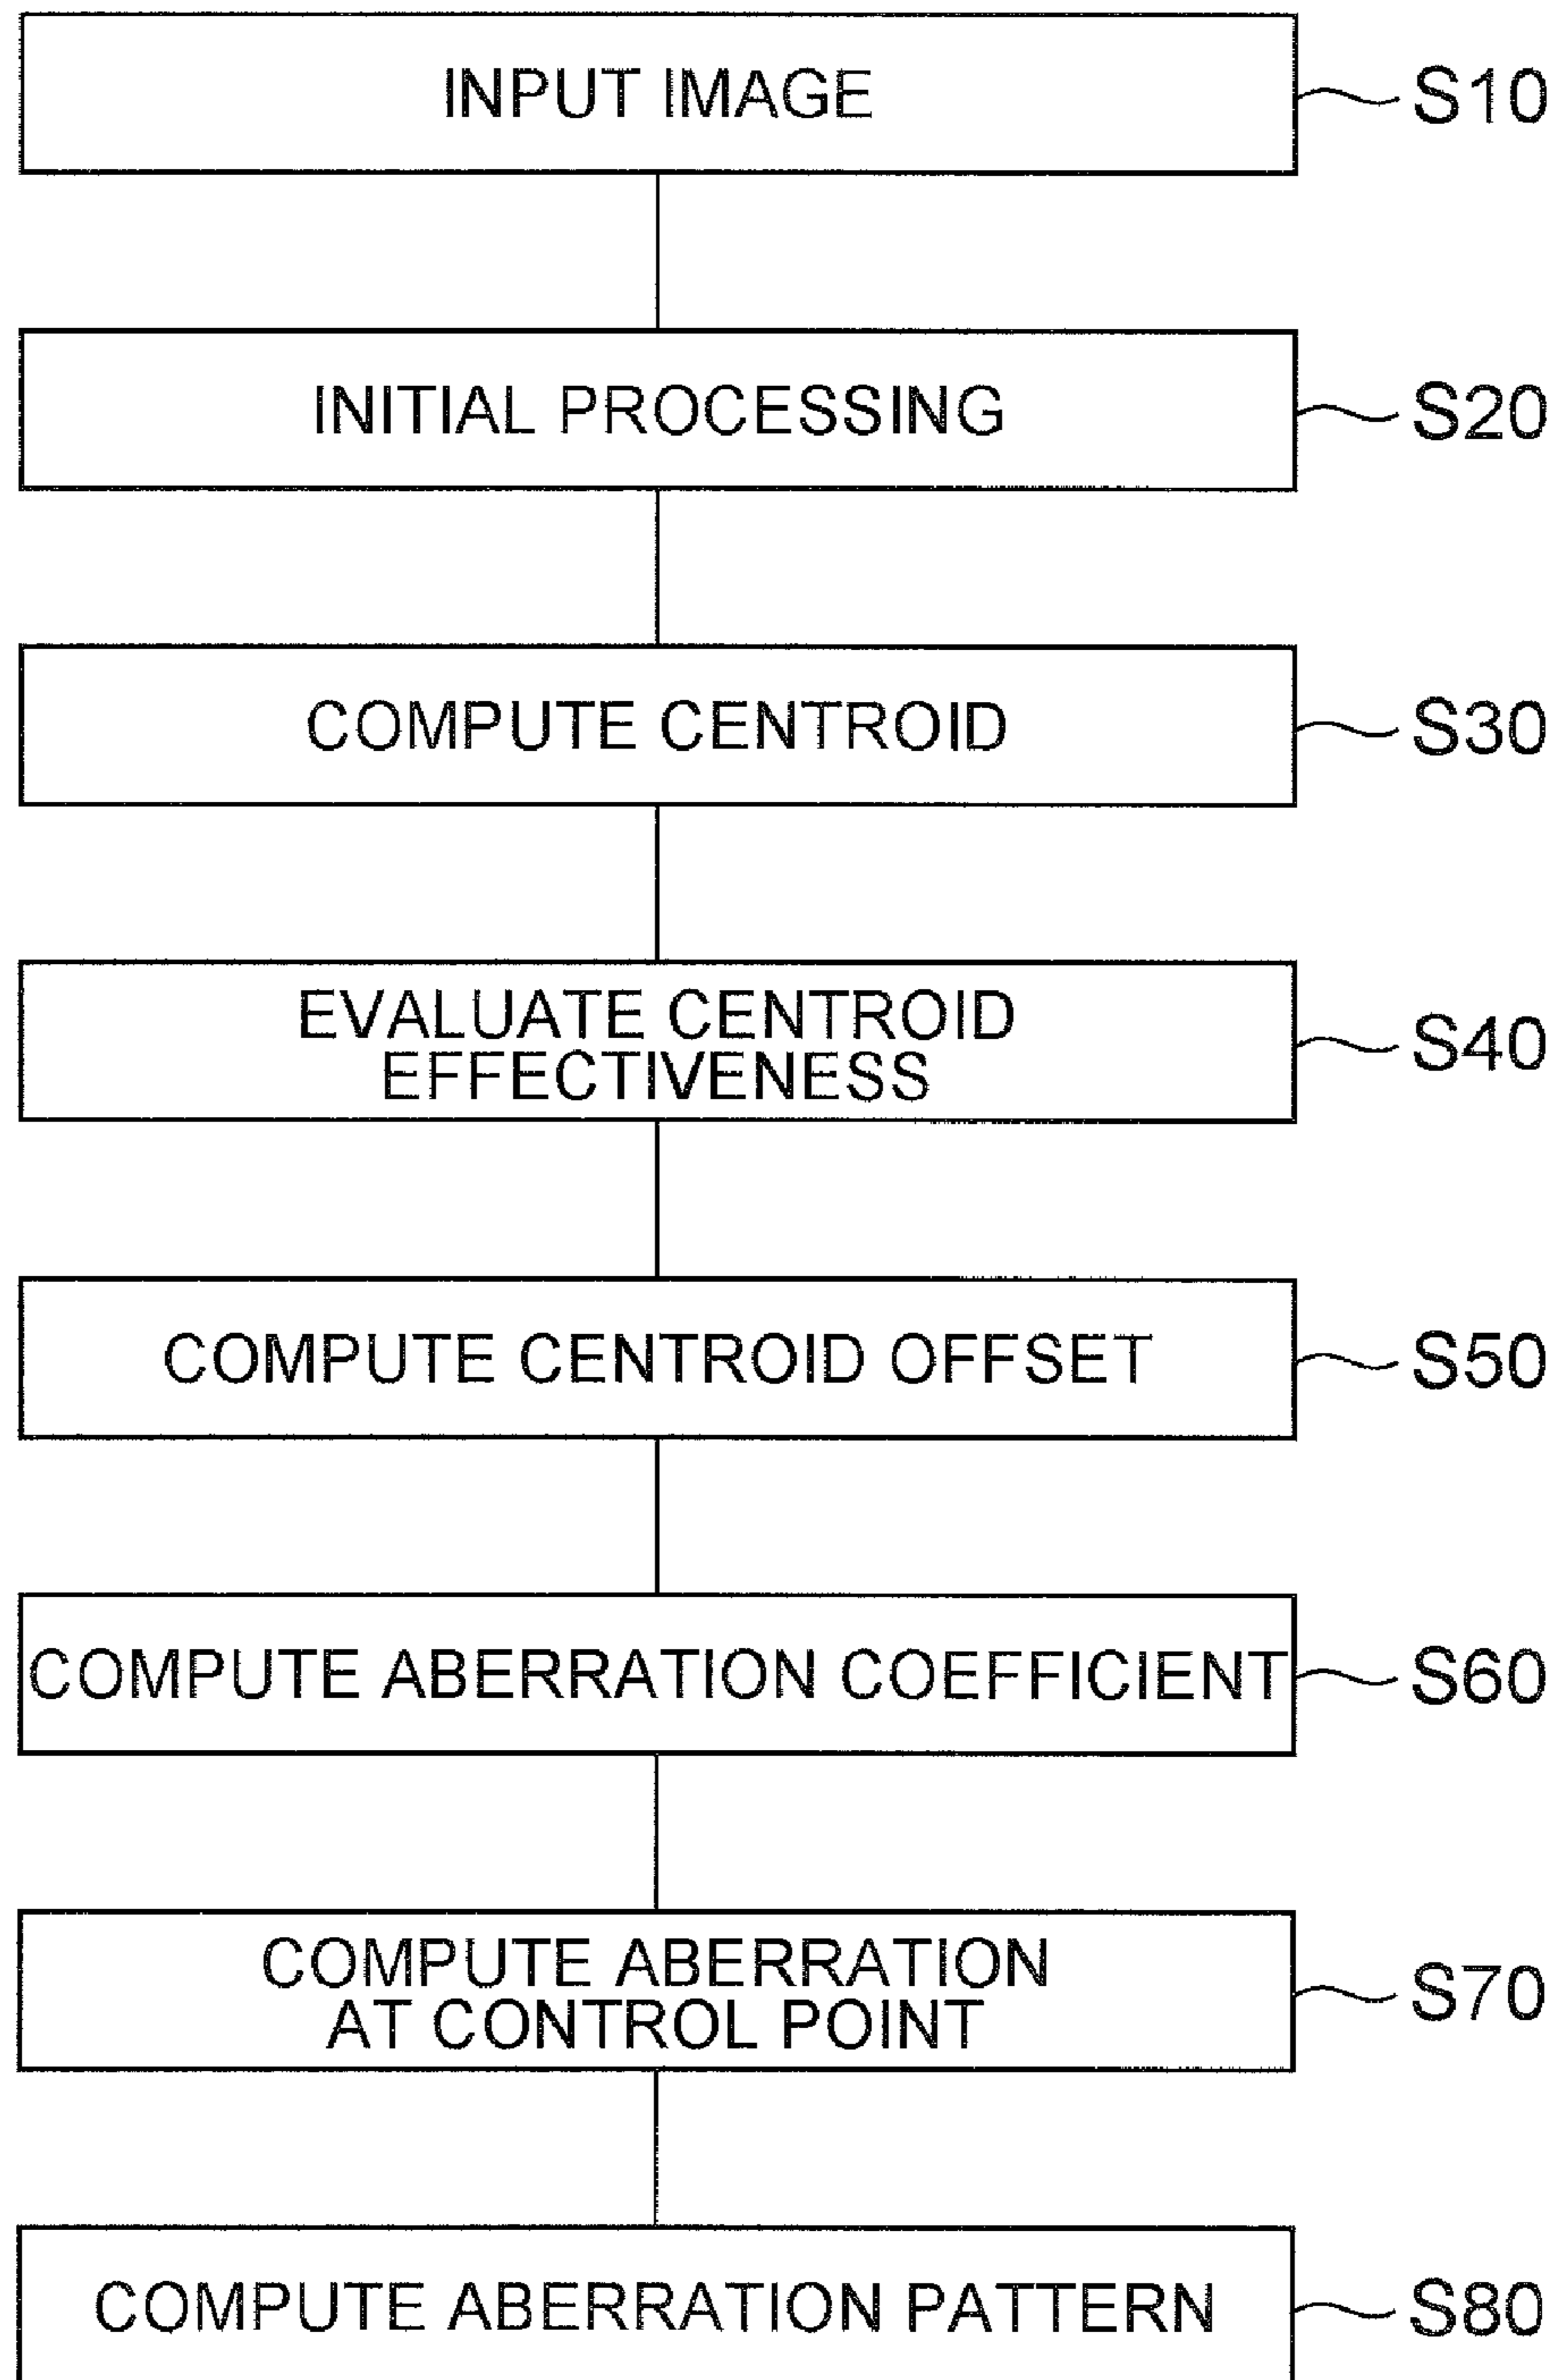 INPUT IMAGE
S10
INITIAL PROCESSING
S20
COMPUTE CENTROID
S30
EVALUATE CENTROID
EFFECTIVENESS
S40
COMPUTE CENTROID OFFSET
S50
COMPUTE ABERRATION COEFFICIENT
S60
COMPUTE ABERRATION
AT CONTROL POINT
S70
COMPUTE ABERRATION PATTERN
S80